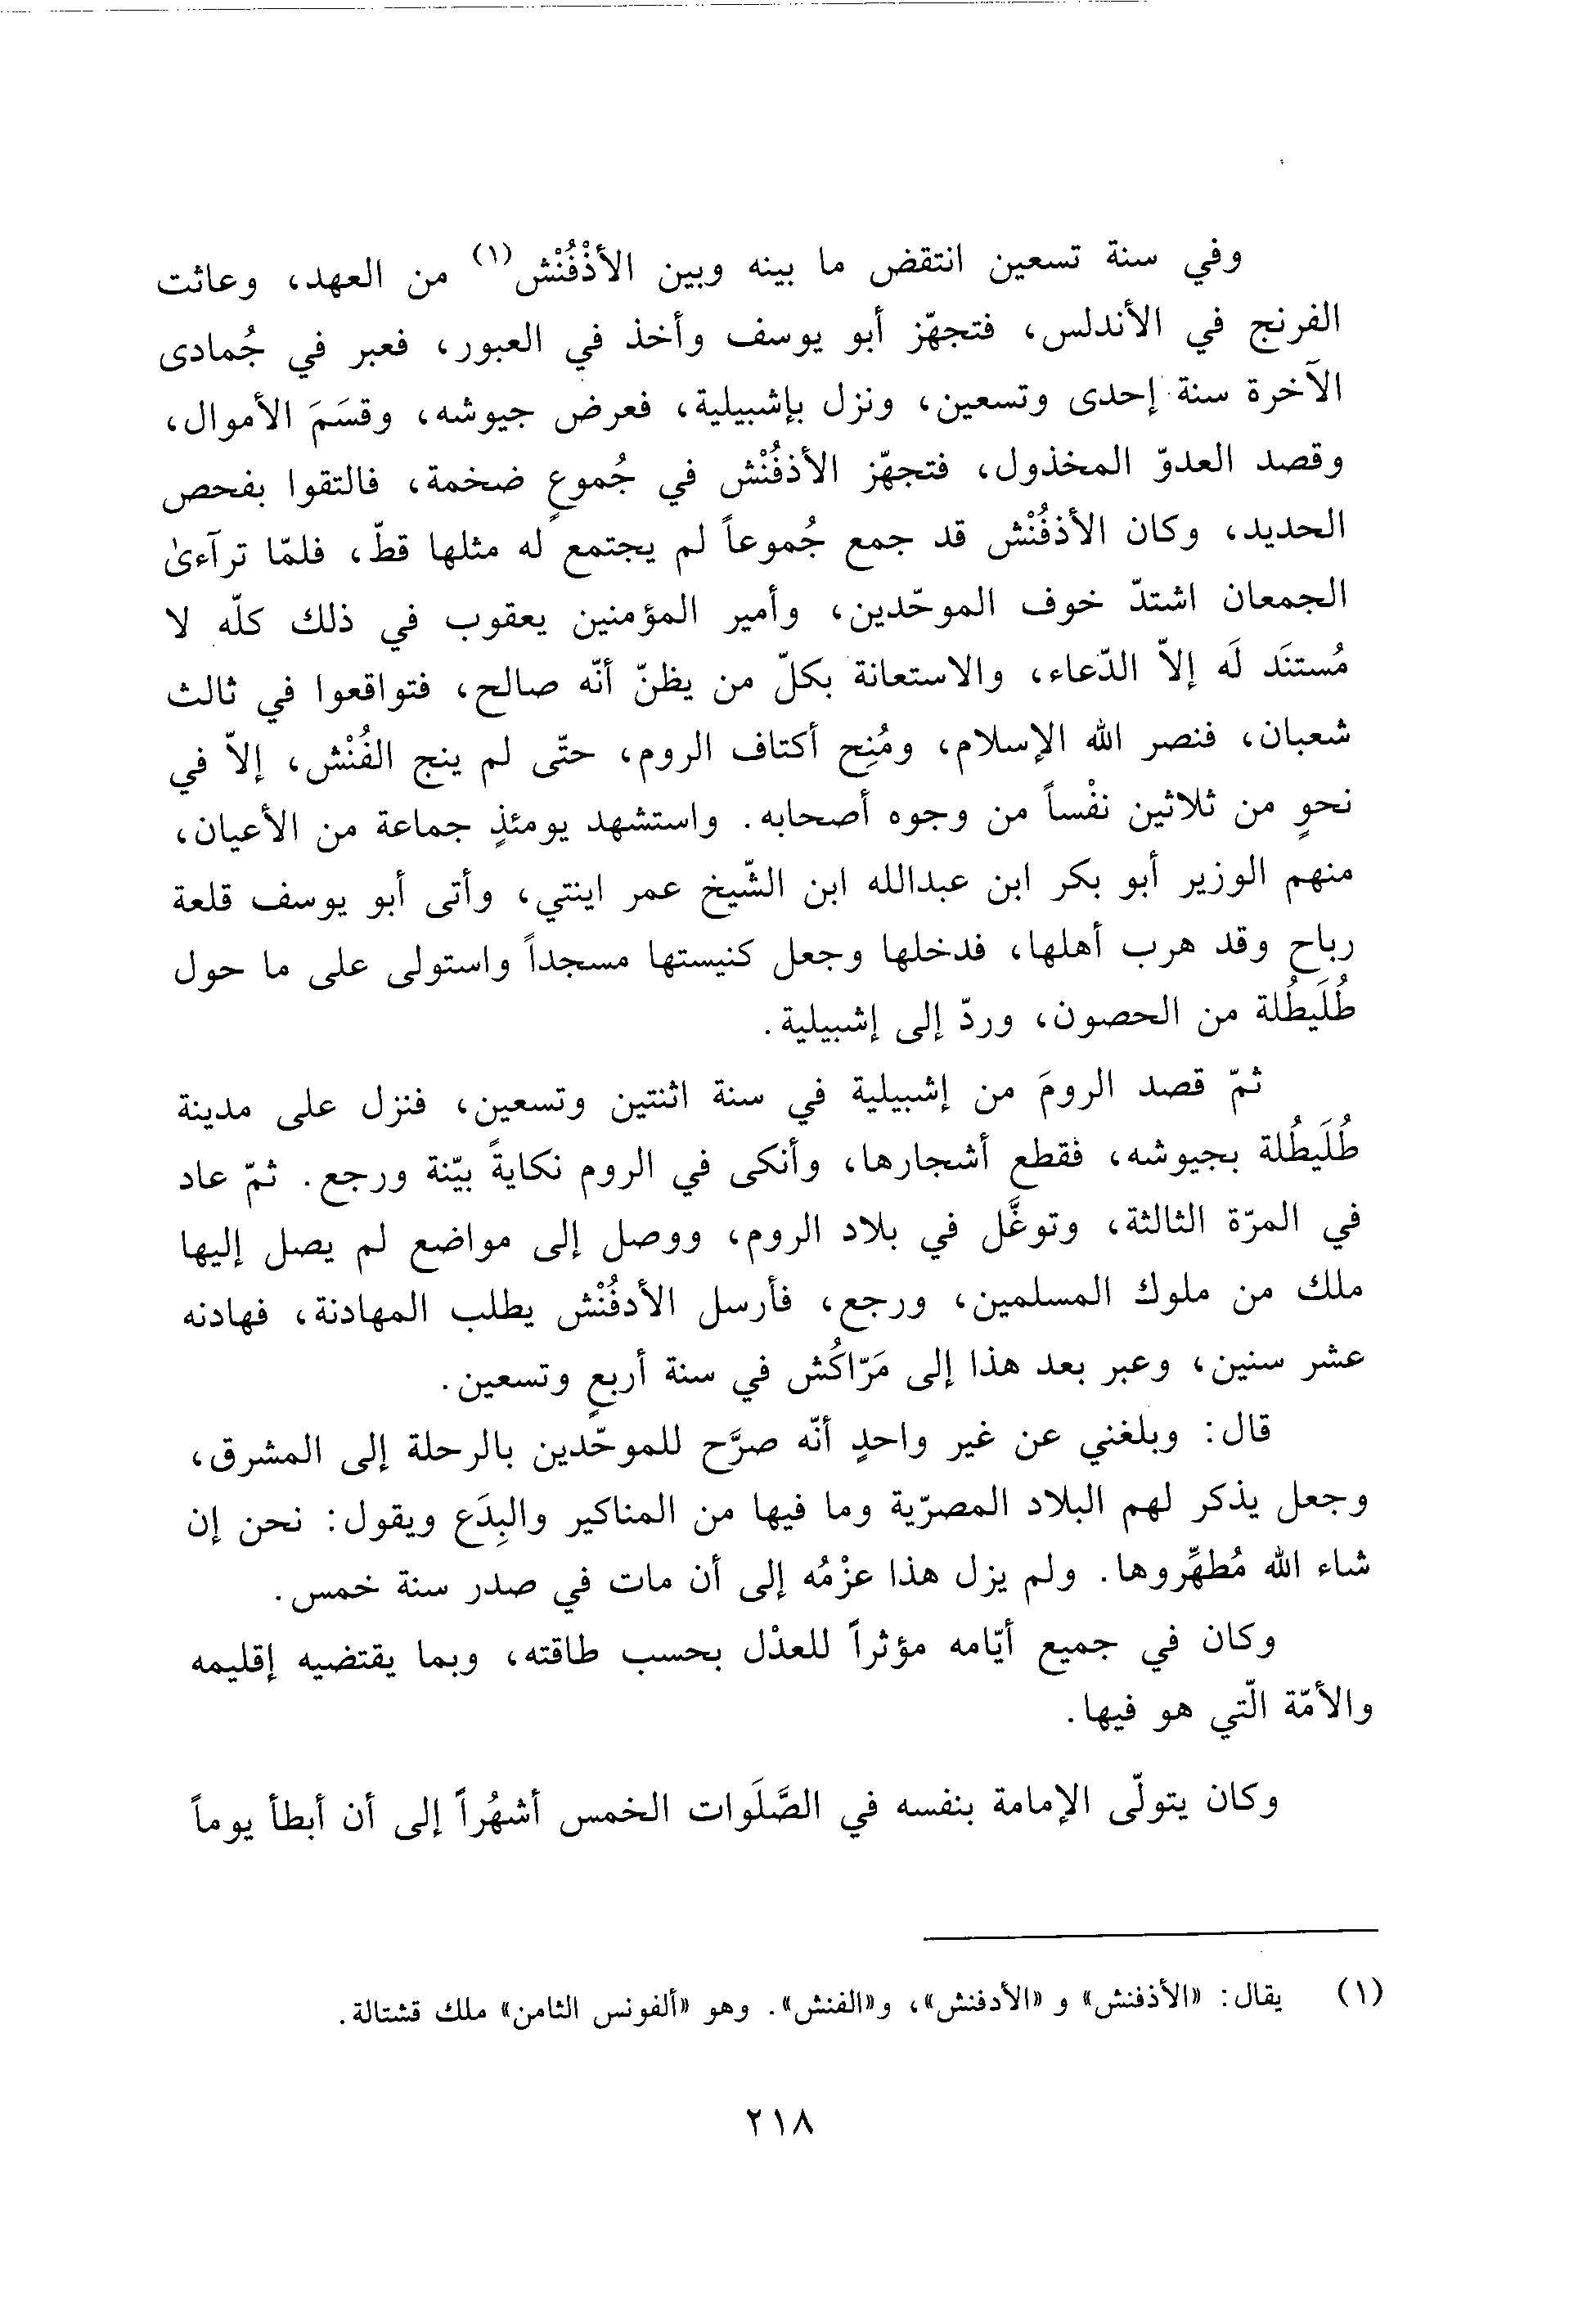 وفي سنة تسعين انتقض ما بينه وبين الأذْفُنْش(١) من العهد، وعاثت
الفرنج في الأندلس، فتجهّز أبو يوسف وأخذ في العبور، فعبر في جُمادى
الآخرة سنة إحدى وتسعين، ونزل بإشبيلية، فعرض جيوشه، وقسَمَ الأموال،
وقصد العدوّ المخذول، فتجهّز الأذفُنْش في جُموعٍ ضخمة، فالتقوا بفحص
الحديد، وكان الأذفُنْش قد جمع جُموعاً لم يجتمع له مثلها قطّ، فلمّا ترآءىٰ
الجمعان اشتدّ خوف الموحّدين، وأمير المؤمنين يعقوب في ذلك كلّه لا
مُستنَد لَه إلاّ الدّعاء، والاستعانة بكلّ من يظنّ أنّه صالح، فتواقعوا في ثالث
شعبان، فنصر الله الإسلام، ومُنِح أكتاف الروم، حتّى لم ينج الفُنْش، إلاّ في
نحوٍ من ثلاثين نفْساً من وجوه أصحابه. واستشهد يومئذٍ جماعة من الأعيان،
منهم الوزير أبو بكر ابن عبدالله ابن الشّيخ عمر اينتي، وأتى أبو يوسف قلعة
رباح وقد هرب أهلها، فدخلها وجعل كنيستها مسجداً واستولى على ما حول
طُلَيطُلة من الحصون، وردّ إلى إشبيلية.
ثمّ قصد الرومَ من إشبيلية في سنة اثنتين وتسعين، فنزل على مدينة
طُلَيطُلة بجيوشه، فقطع أشجارها، وأنكى في الروم نكايةً بيّنة ورجع. ثمّ عاد
في المرّة الثالثة، وتوغَّل في بلاد الروم، ووصل إلى مواضع لم يصل إليها
ملك من ملوك المسلمين، ورجع، فأرسل الأدفُنْش يطلب المهادنة، فهادنه
عشر سنين، وعبر بعد هذا إلى مَرّاكُش في سنة أربعٍ وتسعين.
قال: وبلغني عن غير واحدٍ أنّه صرَّح للموحّدين بالرحلة إلى المشرق،
وجعل يذكر لهم البلاد المصرّية وما فيها من المناكير والبِدَع ويقول: نحن إن
شاء الله مُطهِّروها. ولم يزل هذا عزْمُه إلى أن مات في صدر سنة خمس.
وكان في جميع أيّامه مؤثراً للعدْل بحسب طاقته، وبما يقتضيه إقليمه
والأمّة الّتي هو فيها.
وكان يتولّى الإمامة بنفسه في الصَّلَوات الخمس أشهُراً إلى أن أبطأ يوماً
(١) يقال: «الأذفنش» و «الأدفنش»، و«الفنش». وهو «ألفونس الثامن» ملك قشتالة.
٢١٨